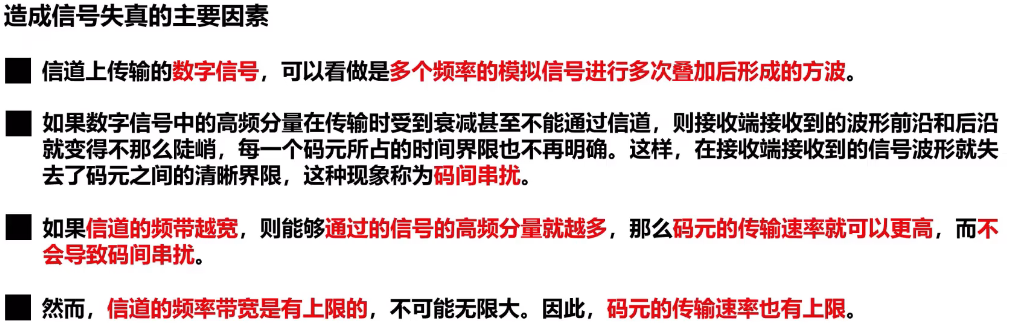 造成信号失真的主要因素
信道上传输的数字信号，可以看做是多个频率的模拟信号进行多次叠加后形成的方波。
如果数字信号中的高频分量在传输时受到衰减甚至不能通过信道，则接收端接收到的波形前沿和后沿
就变得不那么陡峭，每一个码元所占的时间界限也不再明确。这样，在接收端接收到的信号波形就失
去了码元之间的清晰界限，这种现象称为码间串扰。
如果信道的频带越宽，则能够通过的信号的高频分量就越多，那么码元的传输速率就可以更高，而不
会导致码间串扰。
然而，信道的频率带宽是有上限的，不可能无限大。因此，码元的传输速率也有上限。